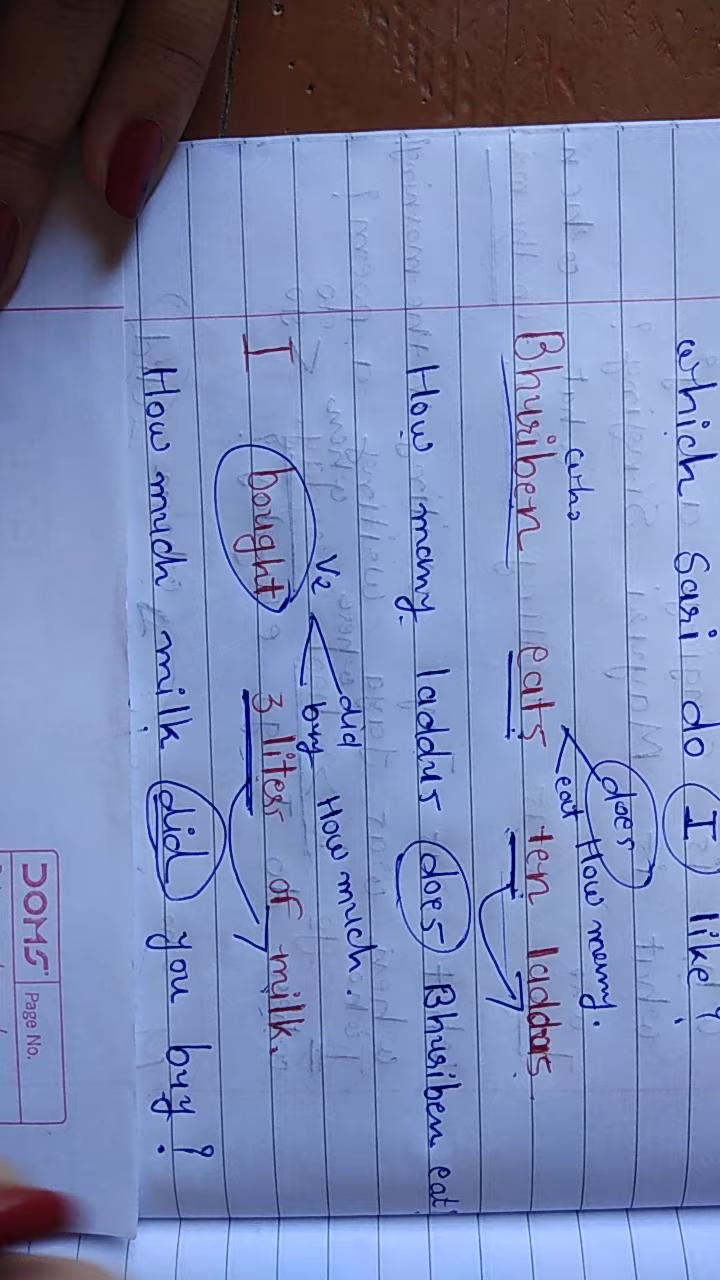 which sari do I like?
who
does
eat How many.
Bhuriben eats ten laddus
How many laddus does Bhuriben eat
did
V2 buy How much.
I bought 3 liters of milk.
How much milk did you buy?
DOMS Page No.